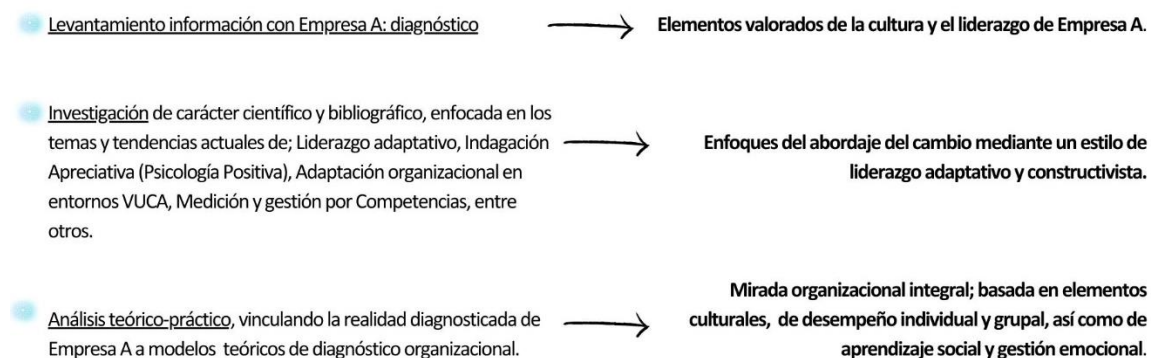 Levantamiento información con Empresa A: diagnóstico
Elementos valorados de la cultura y el liderazgo de Empresa A.
Investigación de carácter científico y bibliográfico, enfocada en los
temas y tendencias actuales de; Liderazgo adaptativo, Indagación
Apreciativa (Psicología Positiva), Adaptación organizacional en
entornos VUCA, Medición y gestión por Competencias, entre
otros.
Enfoques del abordaje del cambio mediante un estilo de
liderazgo adaptativo y constructivista.
Análisis teórico-práctico, vinculando la realidad diagnosticada de
Empresa A a modelos teóricos de diagnóstico organizacional.
Mirada organizacional integral; basada en elementos
culturales, de desempeño individual y grupal, así como de
aprendizaje social y gestión emocional.